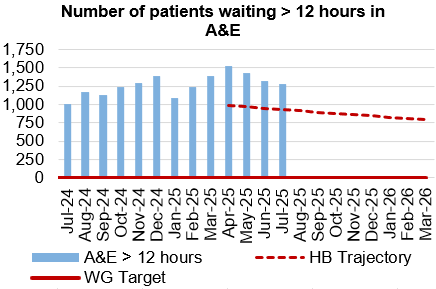 Number of patients waiting > 12 hours in
A&E
1,750
1,500
1,250
1,000
750
500
250
0
Jul-24
Aug-24
Sep-24
Oct-24
Nov-24
Dec-24
Jan-25
Feb-25
Mar-25
Apr-25
May-25
Jun-25
Jul-25
Aug-25
Sep-25
Oct-25
Nov-25
Dec-25
Jan-26
Feb-26
Mar-26
A&E > 12 hours
HB Trajectory
WG Target